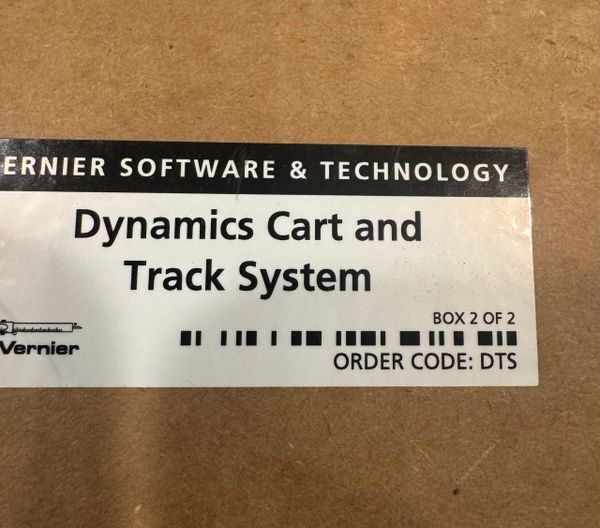 ERNIER SOFTWARE & TECHNOLOGY
Dynamics Cart and
Track System
BOX 2 OF 2
Vernier
ORDER CODE: DTS